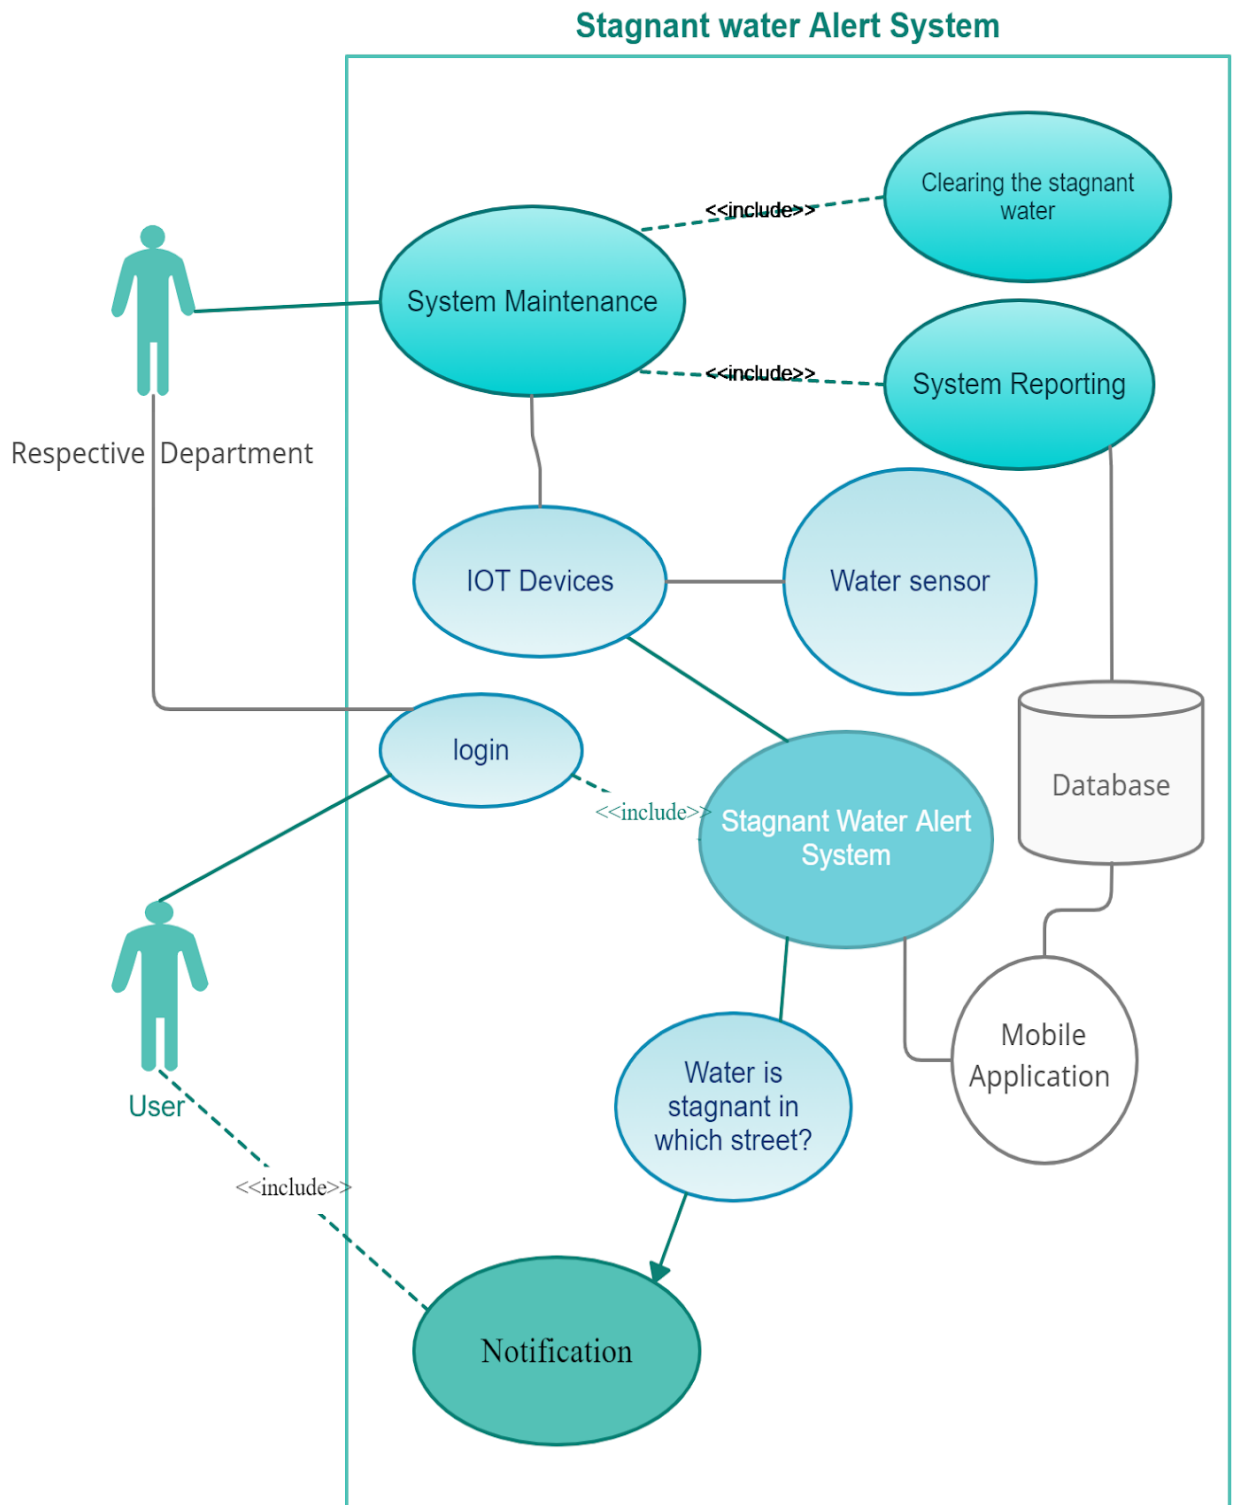 Stagnant water Alert System
Clearing the stagnant
water
<<include>>
System Maintenance
<<include>>
System Reporting
Respective Department
IOT Devices
Water sensor
login
Database
<<include>>
Stagnant Water Alert
System
Mobile
Application
Water is
stagnant in
which street?
User
<<include>>
Notification